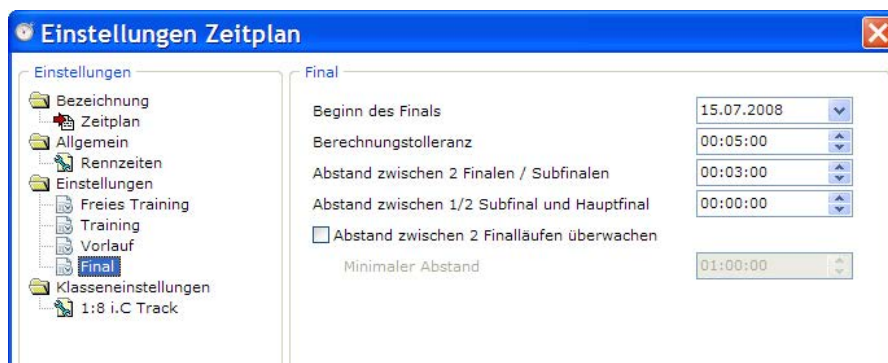 Einstellungen Zeitplan
Einstellungen
Bezeichnung
Zeitplan
Allgemein
Rennzeiten
Einstellungen
Freies Training
Training
Vorlauf
Final
Klasseneinstellungen
1:8 i.C Track
Final
Beginn des Finals 15.07.2008
Berechnungstolleranz 00:05:00
Abstand zwischen 2 Finalen / Subfinalen 00:03:00
Abstand zwischen 1/2 Subfinal und Hauptfinal 00:00:00
Abstand zwischen 2 Finalläufen überwachen
Minimaler Abstand 01:00:00